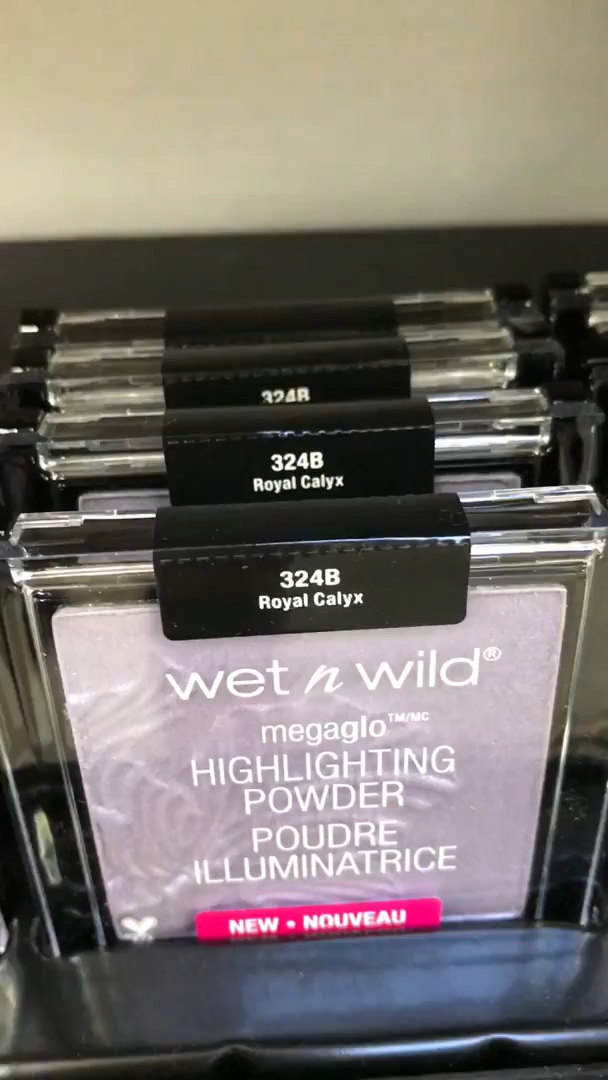 324B
324B
Royal Calyx
324B
Royal Calyx
wet n wild®
megaglo™/MC
HIGHLIGHTING
POWDER
POUDRE
ILLUMINATRICE
NEW • NOUVEAU